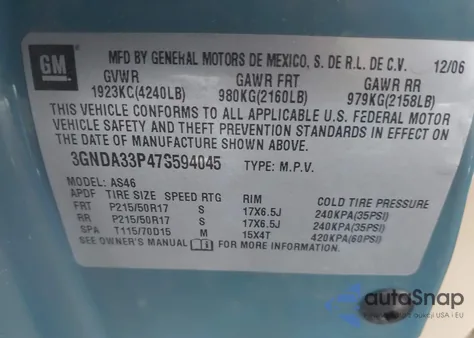 GM
MFD BY GENERAL MOTORS DE MEXICO, S. DE R.L. DE C.V. 12/06
GVWR GAWR FRT GAWR RR
1923KG(4240LB) 980KG(2160LB) 979KG(2158LB)
THIS VEHICLE CONFORMS TO ALL APPLICABLE U.S. FEDERAL MOTOR
VEHICLE SAFETY AND THEFT PREVENTION STANDARDS IN EFFECT ON
THE DATE OF MANUFACTURE SHOWN ABOVE.
3GNDA33P47S594045 TYPE: M.P.V.
MODEL: AS46
APDF TIRE SIZE SPEED RTG RIM COLD TIRE PRESSURE
FRT P215/50R17 S 17X6.5J 240KPA(35PSI)
RR P215/50R17 S 17X6.5J 240KPA(35PSI)
SPA T115/70D15 M 15X4T 420KPA(60PSI)
SEE OWNER'S MANUAL FOR MORE INFORMATION.
autoSnap
aukcji USA i EU